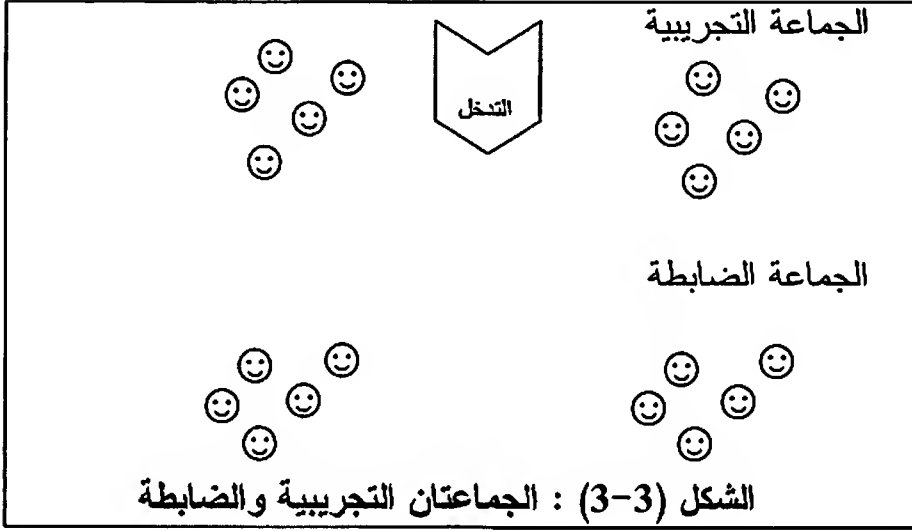 الجماعة التجريبية
التدخل
الجماعة الضابطة
الشكل (3-3) : الجماعتان التجريبية والضابطة